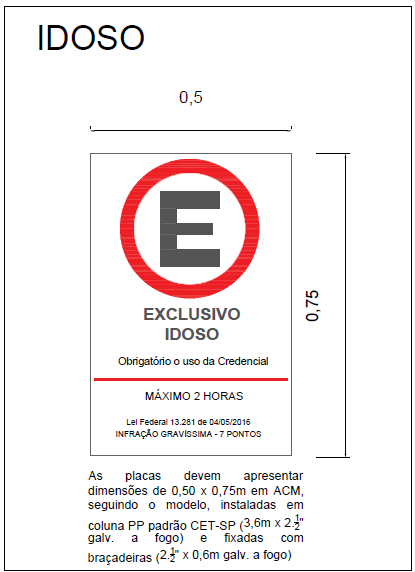 IDOSO
0,5
E
0,75
EXCLUSIVO
IDOSO
Obrigatório o uso da Credencial
MÁXIMO 2 HORAS
Lei Federal 13.281 de 04/05/2016
INFRAÇÃO GRAVÍSSIMA - 7 PONTOS
As placas devem apresentar
dimensões de 0,50 x 0,75m em ACM,
seguindo o modelo, instaladas em
coluna PP padrão CET-SP (3,6m x 2.½"
galv. a fogo) e fixadas com
braçadeiras (2.½" x 0,6m galv. a fogo)